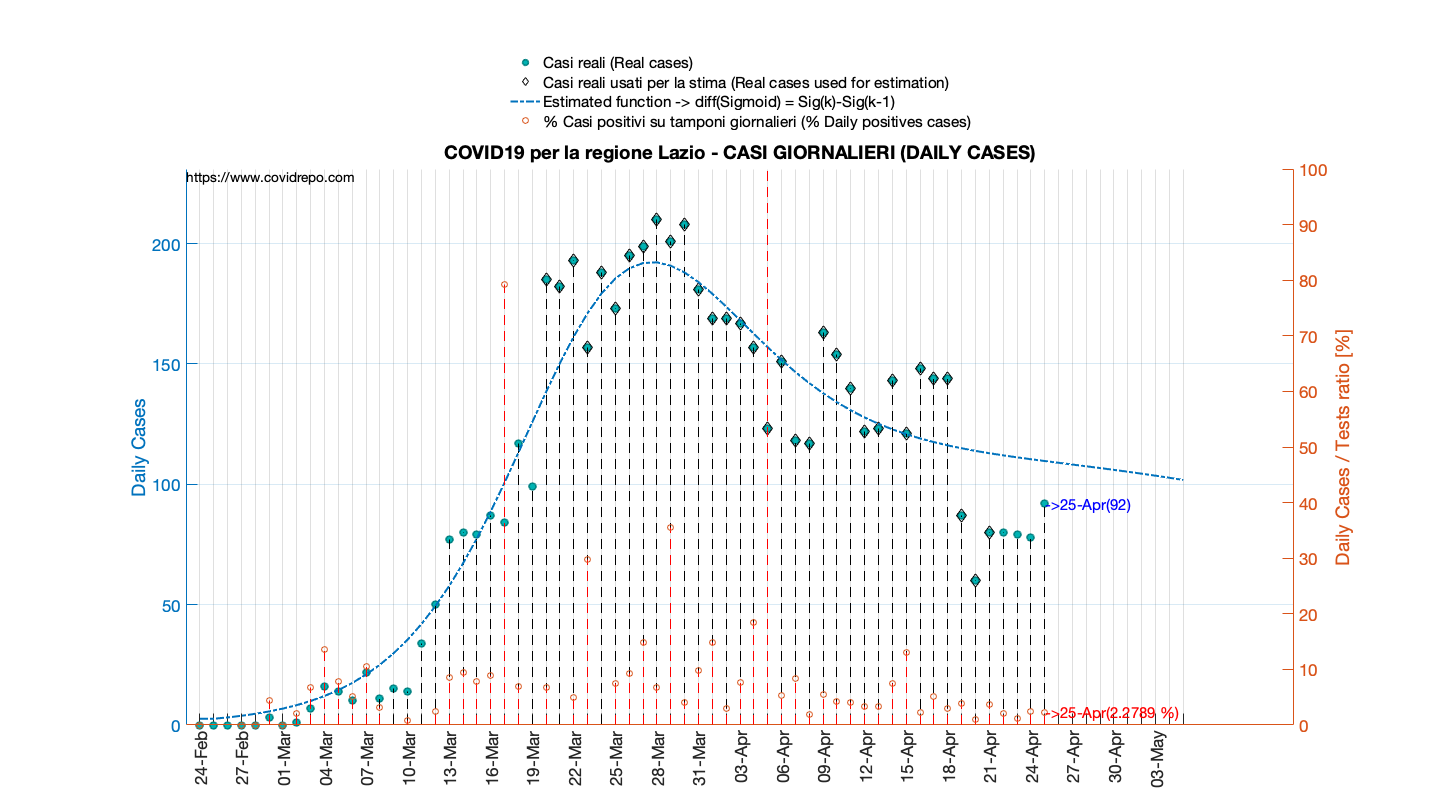 Casi reali (Real cases)
Casi reali usati per la stima (Real cases used for estimation)
Estimated function -> diff(Sigmoid) = Sig(k)-Sig(k-1)
% Casi positivi su tamponi giornalieri (% Daily positives cases)
COVID19 per la regione Lazio - CASI GIORNALIERI (DAILY CASES)
https://www.covidrepo.com
Daily Cases
200
150
100
50
0
100
90
80
70
60
50
40
30
20
10
0
Daily Cases / Tests ratio [%]
->25-Apr(92)
->25-Apr(2.2789 %)
24-Feb
27-Feb
01-Mar
04-Mar
07-Mar
10-Mar
13-Mar
16-Mar
19-Mar
22-Mar
25-Mar
28-Mar
31-Mar
03-Apr
06-Apr
09-Apr
12-Apr
15-Apr
18-Apr
21-Apr
24-Apr
27-Apr
30-Apr
03-May